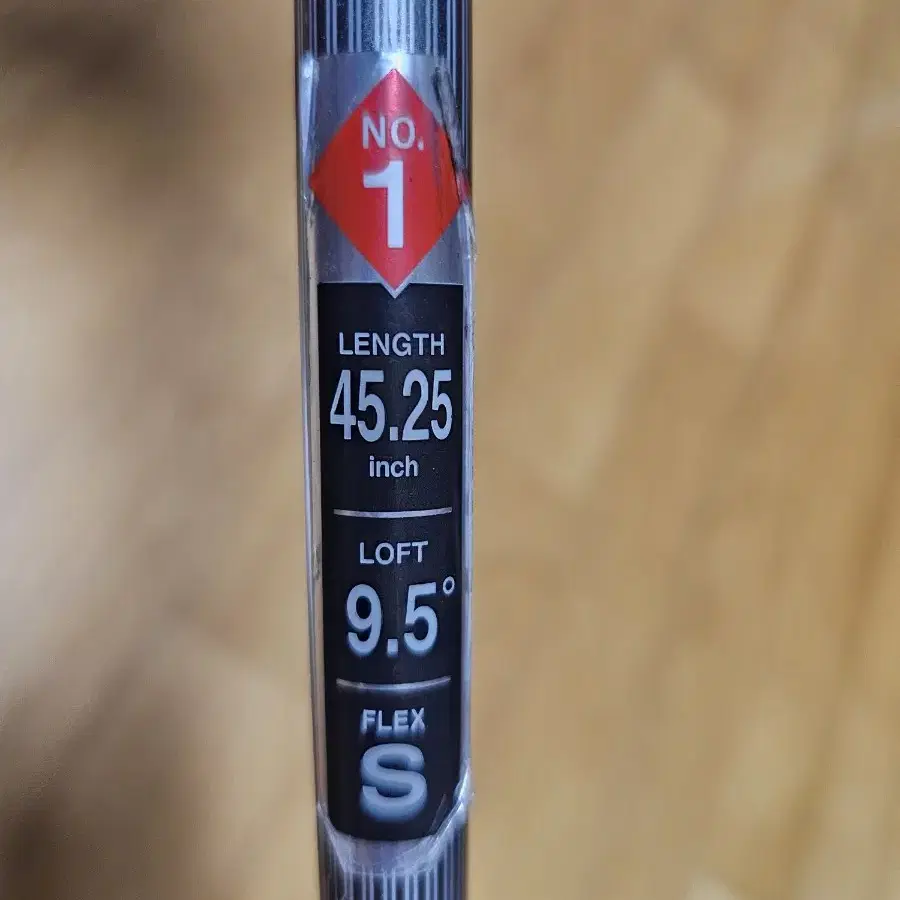 NO.
1
LENGTH
45.25
inch
LOFT
9.5°
FLEX
S